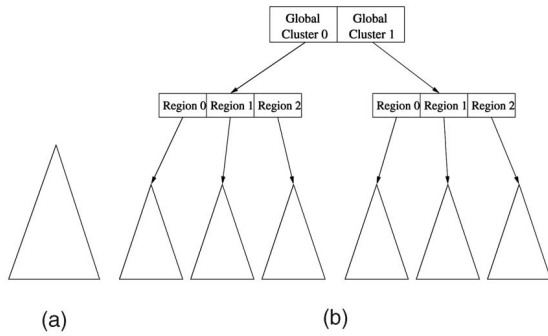 Global Global
Cluster 0 Cluster 1
Region 0 Region 1 Region 2 Region 0 Region 1 Region 2
(a) (b)